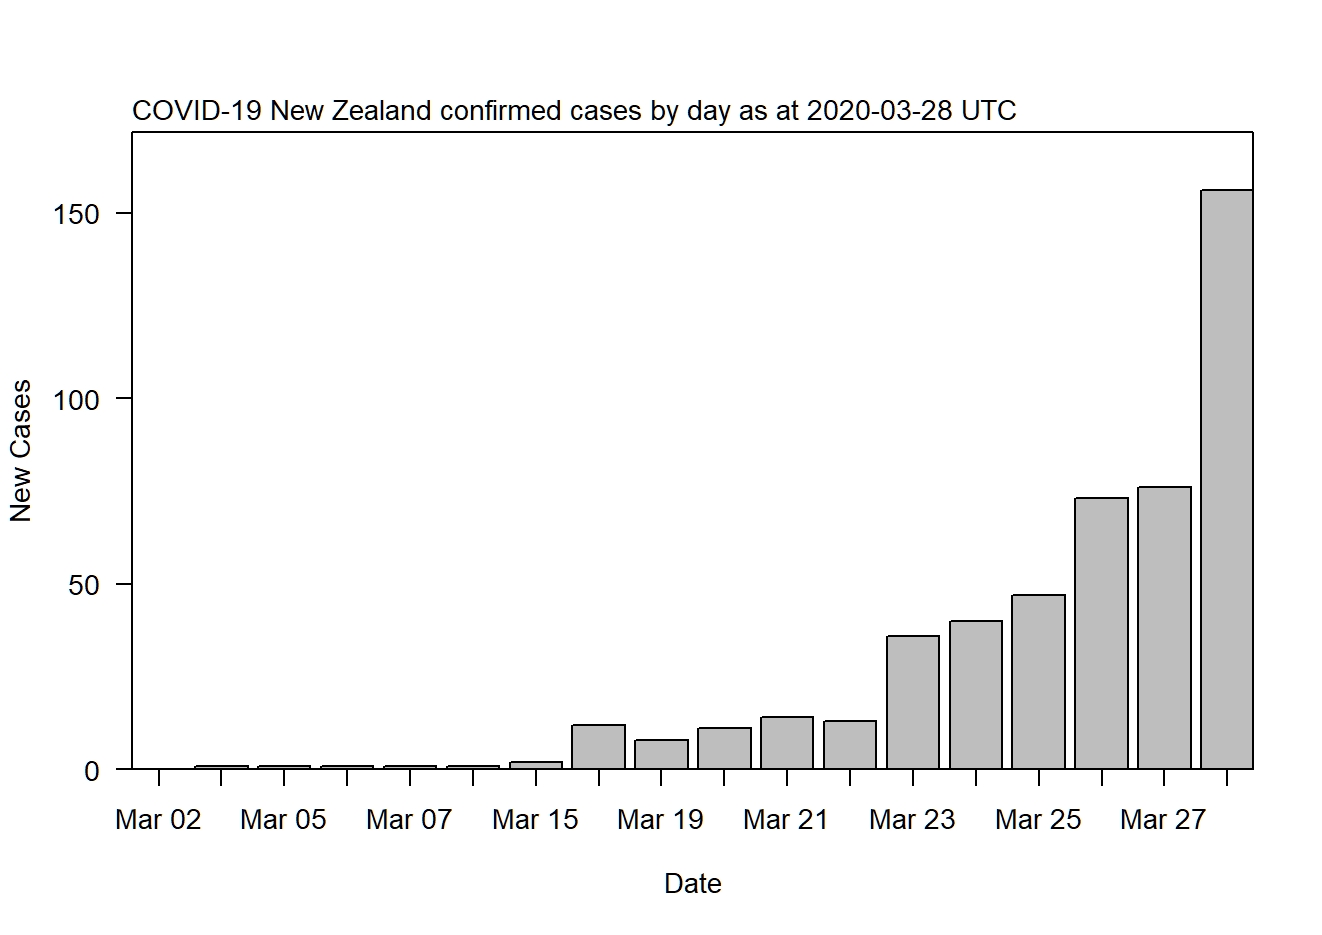 COVID-19 New Zealand confirmed cases by day as at 2020-03-28 UTC
150
100
50
0
New Cases
Mar 02 Mar 05 Mar 07 Mar 15 Mar 19 Mar 21 Mar 23 Mar 25 Mar 27
Date